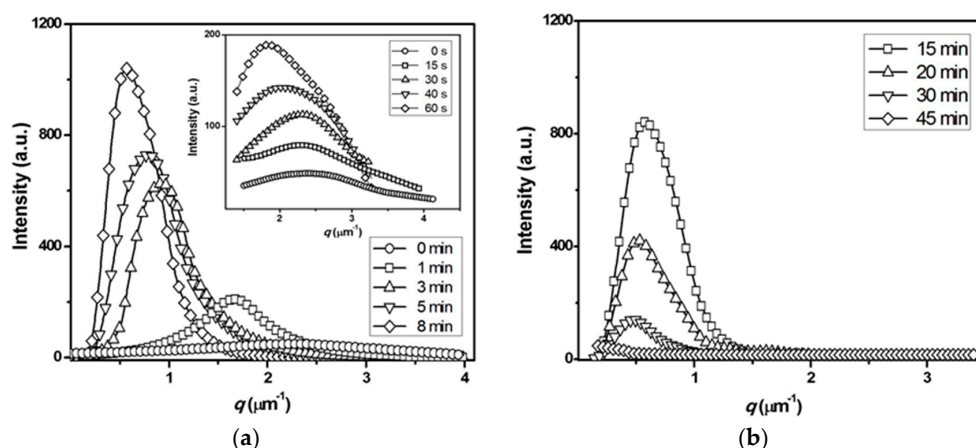 1200
800
400
0
Intensity (a.u.)
0
1
2
3
4
q (μm⁻¹)
200
100
Intensity (a.u.)
2
3
4
q (μm⁻¹)
0 s
15 s
30 s
40 s
60 s
0 min
1 min
3 min
5 min
8 min
(a)
1200
800
400
0
Intensity (a.u.)
1
2
3
q (μm⁻¹)
15 min
20 min
30 min
45 min
(b)